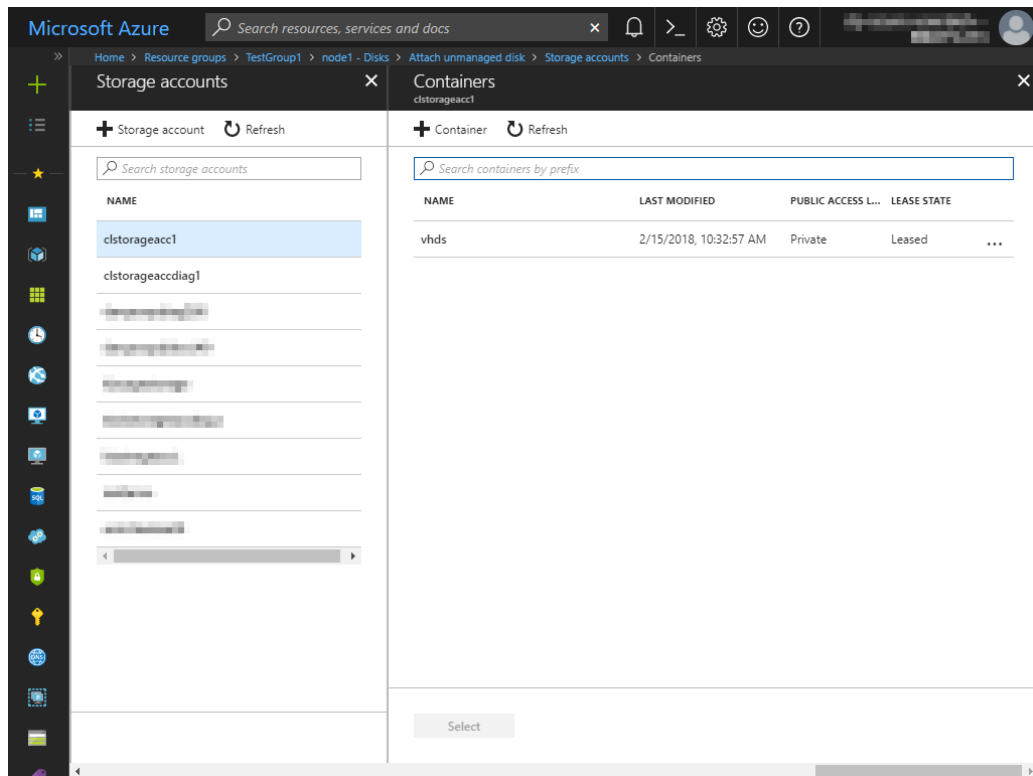 Microsoft Azure
Search resources, services and docs
Home > Resource groups > TestGroup1 > node1 - Disks > Attach unmanaged disk > Storage accounts > Containers
Storage accounts
Storage account Refresh
Search storage accounts
NAME
clstorageacc1
clstorageaccdiag1
Containers
clstorageacc1
Container Refresh
Search containers by prefix
NAME LAST MODIFIED PUBLIC ACCESS L... LEASE STATE
vhds 2/15/2018, 10:32:57 AM Private Leased ...
Select
SQL
DNS